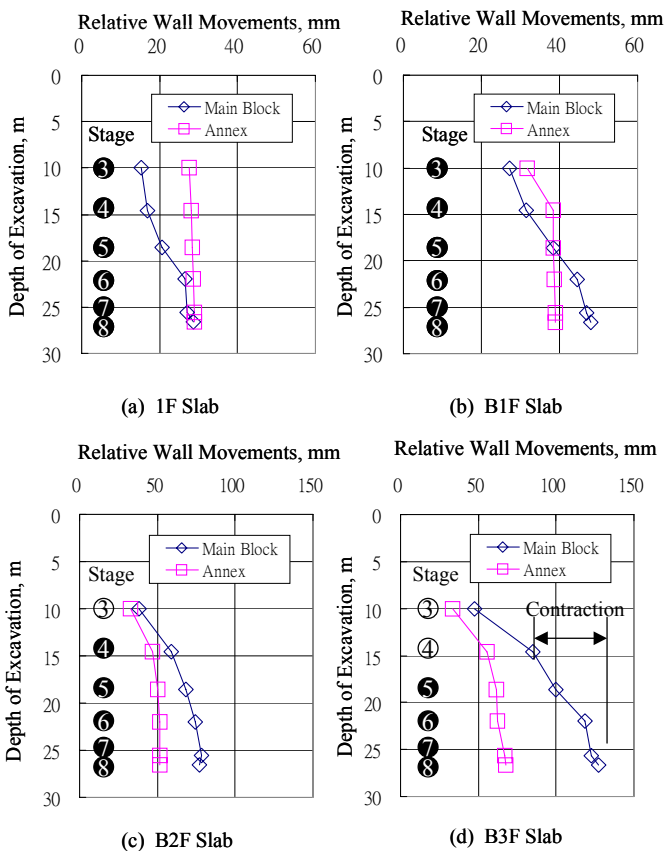 Relative Wall Movements, mm
0 20 40 60
0
5
10
15
20
25
30
Depth of Excavation, m
Main Block
Annex
Stage
3
4
5
6
7
8
(a) 1F Slab
Relative Wall Movements, mm
0 20 40 60
0
5
10
15
20
25
30
Depth of Excavation, m
Main Block
Annex
Stage
3
4
5
6
7
8
(b) B1F Slab
Relative Wall Movements, mm
0 50 100 150
0
5
10
15
20
25
30
Depth of Excavation, m
Main Block
Annex
Stage
3
4
5
6
7
8
(c) B2F Slab
Relative Wall Movements, mm
0 50 100 150
0
5
10
15
20
25
30
Depth of Excavation, m
Main Block
Annex
Stage
3
4
5
6
7
8
Contraction
(d) B3F Slab